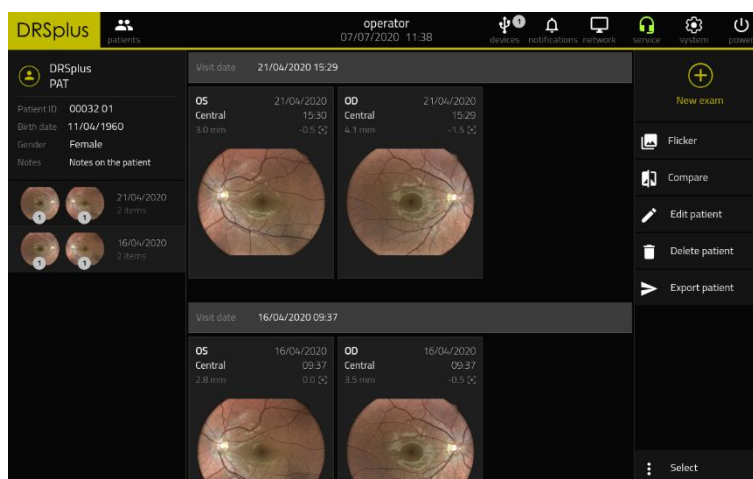 DRSplus
patients
operator
07/07/2020 11:38
1
devices
notifications
network
service
system
power
DRSplus
PAT
Patient ID 00032 01
Birth date 11/04/1960
Gender Female
Notes Notes on the patient
1 1 21/04/2020
2 items
1 1 16/04/2020
2 items
Visit date 21/04/2020 15:29
OS 21/04/2020
Central 15:30
3.0 mm -0.5
OD 21/04/2020
Central 15:29
4.1 mm -1.5
Visit date 16/04/2020 09:37
OS 16/04/2020
Central 09:37
2.8 mm 0.0
OD 16/04/2020
Central 09:37
3.5 mm -0.5
New exam
Flicker
Compare
Edit patient
Delete patient
Export patient
Select